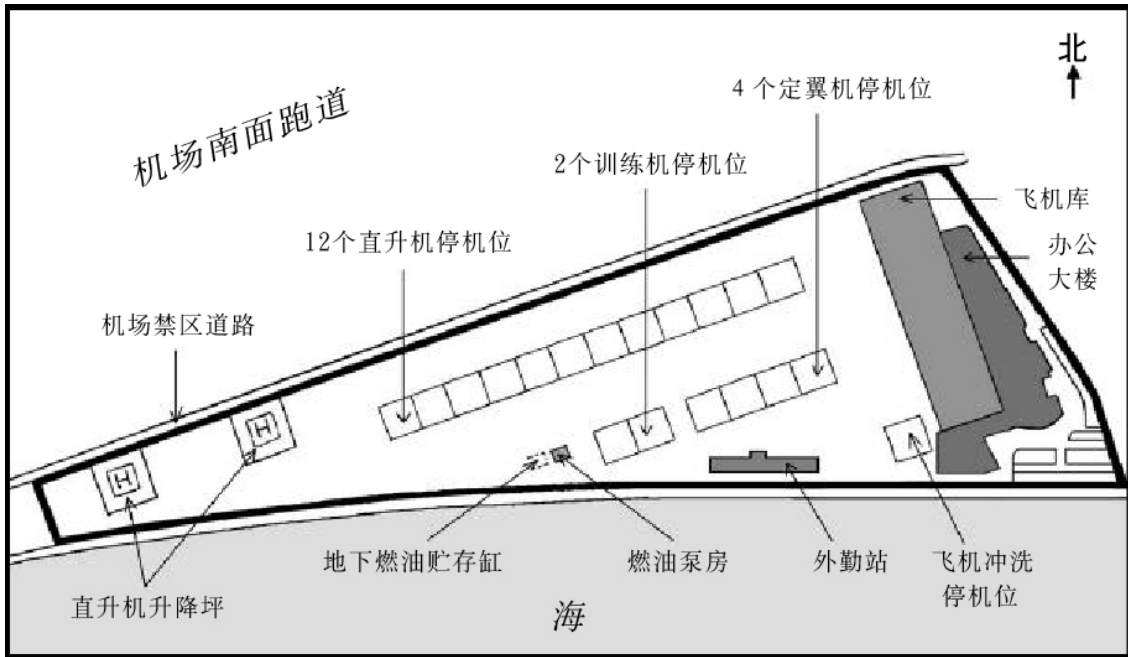 北
4个定翼机停机位
机场南面跑道
2个训练机停机位
飞机库
12个直升机停机位
办公
大楼
机场禁区道路
H
H
地下燃油贮存缸
燃油泵房
外勤站
飞机冲洗
停机位
直升机升降坪
海